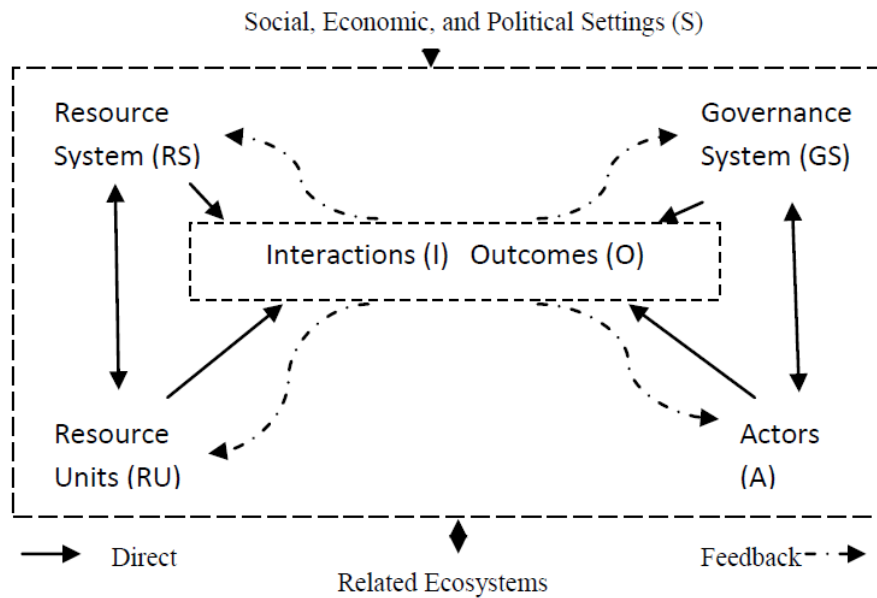 Social, Economic, and Political Settings (S)
Resource
System (RS)
Governance
System (GS)
Interactions (I)   Outcomes (O)
Resource
Units (RU)
Actors
(A)
Direct
Feedback
Related Ecosystems